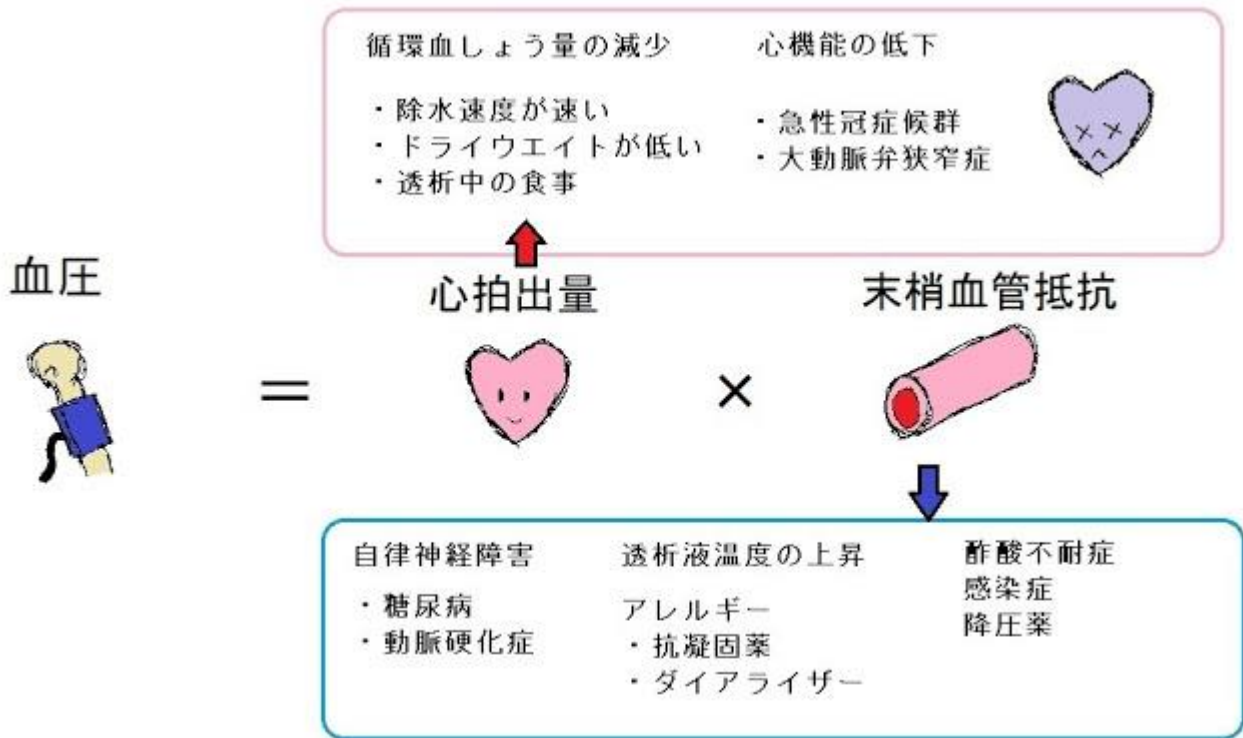 循環血しょう量の減少
・除水速度が速い
・ドライウエイトが低い
・透析中の食事
心機能の低下
・急性冠症候群
・大動脈弁狭窄症
血圧
＝
心拍出量
×
末梢血管抵抗
自律神経障害
・糖尿病
・動脈硬化症
透析液温度の上昇
アレルギー
・抗凝固薬
・ダイアライザー
酢酸不耐症
感染症
降圧薬